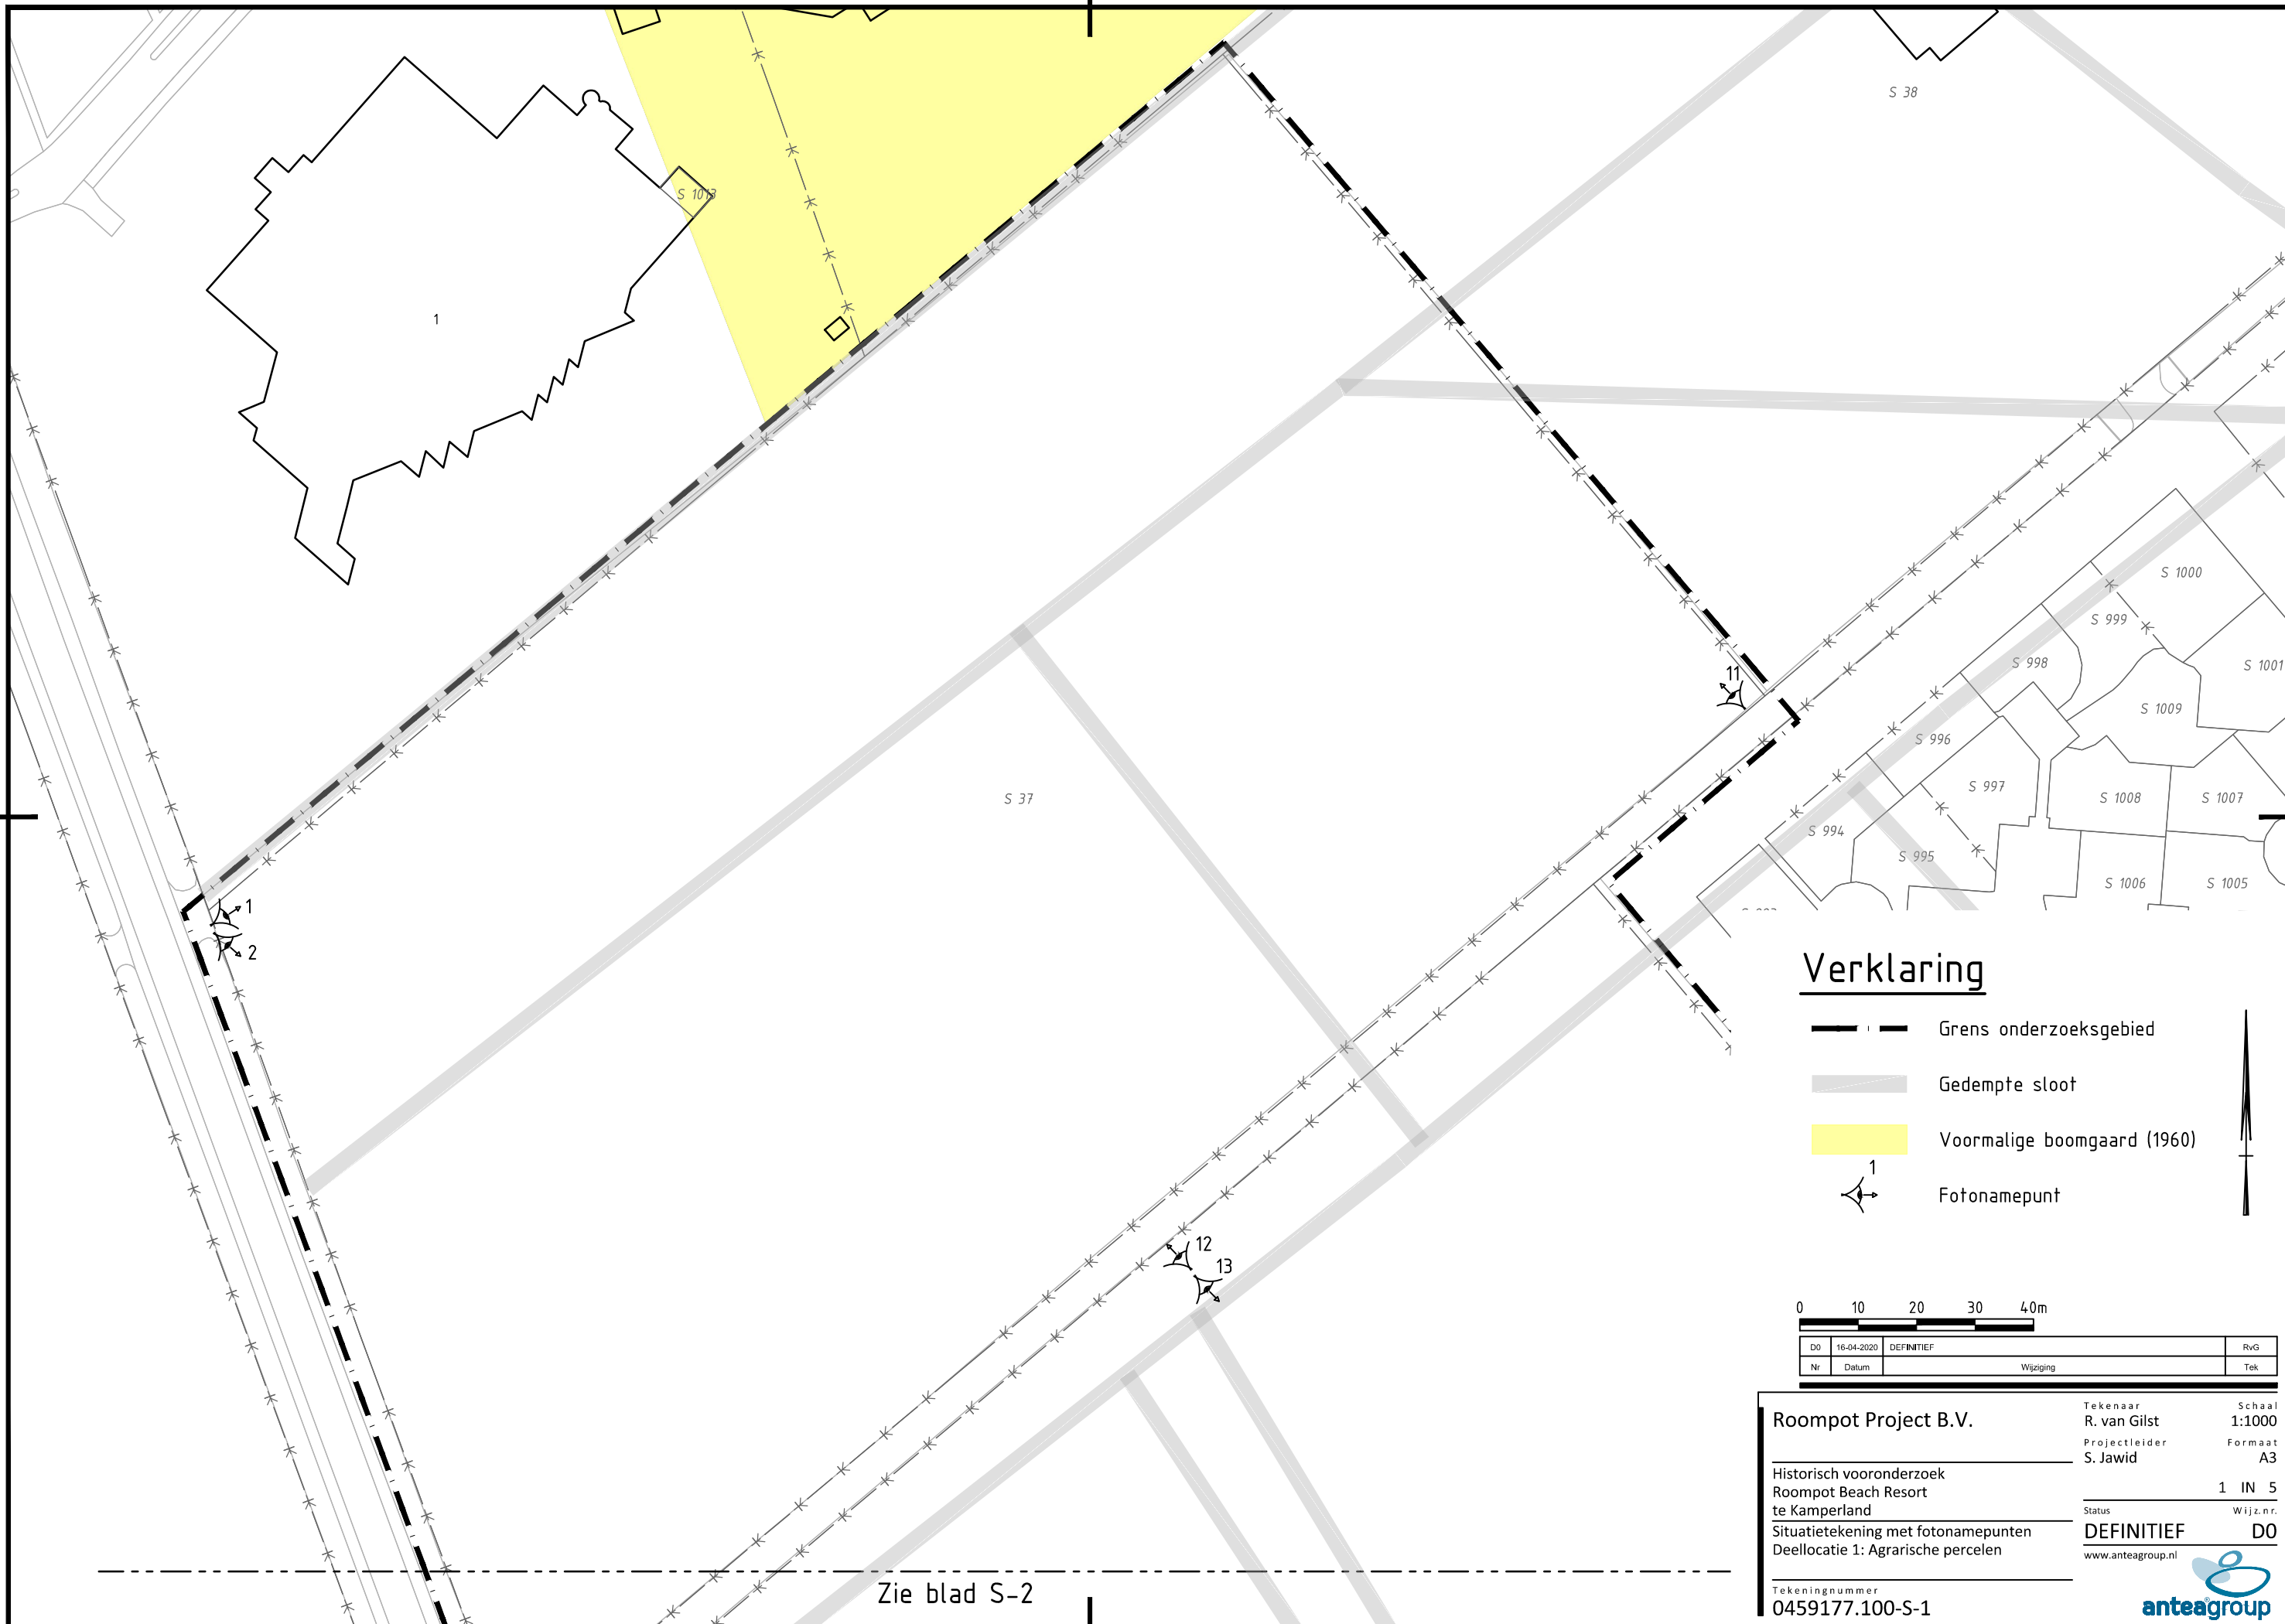 S 38
S 1013
1
S 1000
S 999
S 998
S 1001
11
S 1009
S 996
S 37
S 997
S 1008
S 1007
S 994
S 995
S 1006
S 1005
1
2
Verklaring
Grens onderzoeksgebied
Gedempte sloot
Voormalige boomgaard (1960)
1
Fotonamepunt
12
13
0 10 20 30 40m
D0 16-04-2020 DEFINITIEF RvG
Nr Datum Wijziging Tek
Roompot Project B.V.
Tekenaar Schaal
R. van Gilst 1:1000
Projectleider Formaat
S. Jawid A3
Historisch vooronderzoek
Roompot Beach Resort
te Kamperland
1 IN 5
Status Wijz.nr.
DEFINITIEF D0
Situatietekening met fotonamepunten
Deellocatie 1: Agrarische percelen
www.anteagroup.nl
Tekeningnummer
0459177.100-S-1
anteagroup
Zie blad S-2